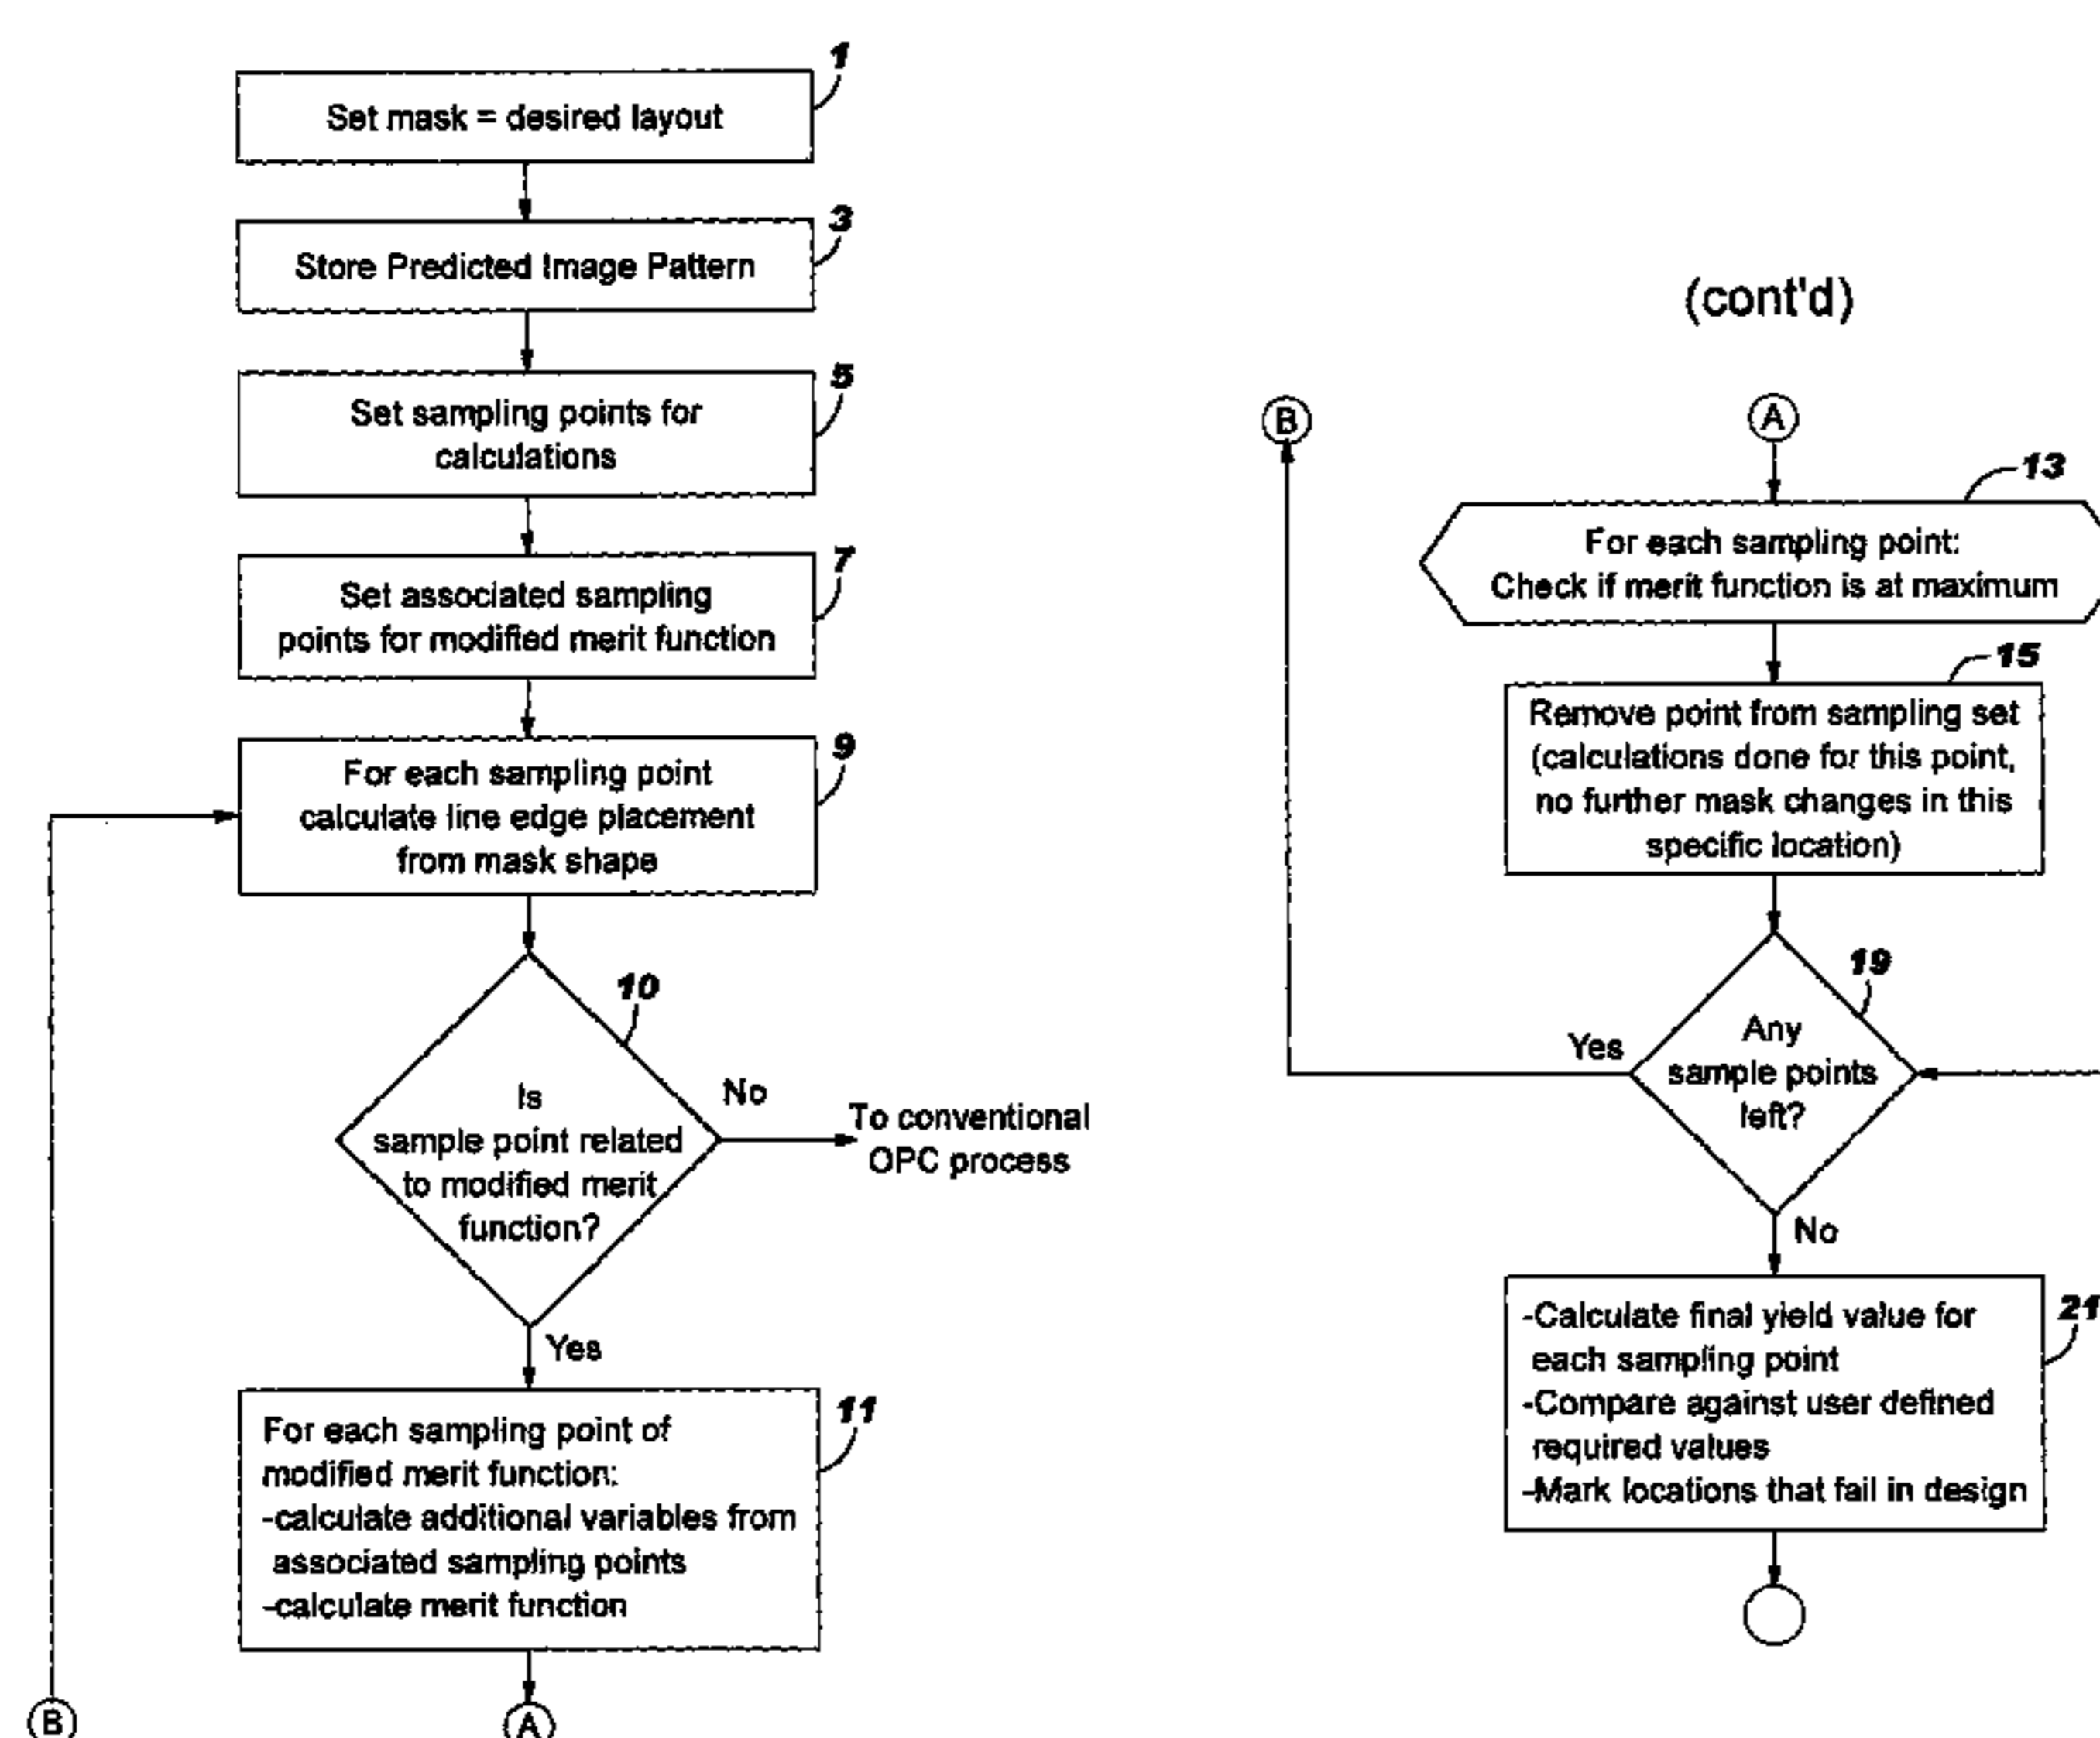 1
Set mask = desired layout
3
Store Predicted Image Pattern
5
Set sampling points for
calculations
7
Set associated sampling
points for modified merit function
9
For each sampling point
calculate line edge placement
from mask shape
10
Is
sample point related
to modified merit
function?
No
To conventional
OPC process
Yes
11
For each sampling point of
modified merit function:
-calculate additional variables from
associated sampling points
-calculate merit function
B
A
(cont'd)
B
A
13
For each sampling point:
Check if merit function is at maximum
15
Remove point from sampling set
(calculations done for this point,
no further mask changes in this
specific location)
19
Any
sample points
left?
Yes
No
21
-Calculate final yield value for
each sampling point
-Compare against user defined
required values
-Mark locations that fail in design